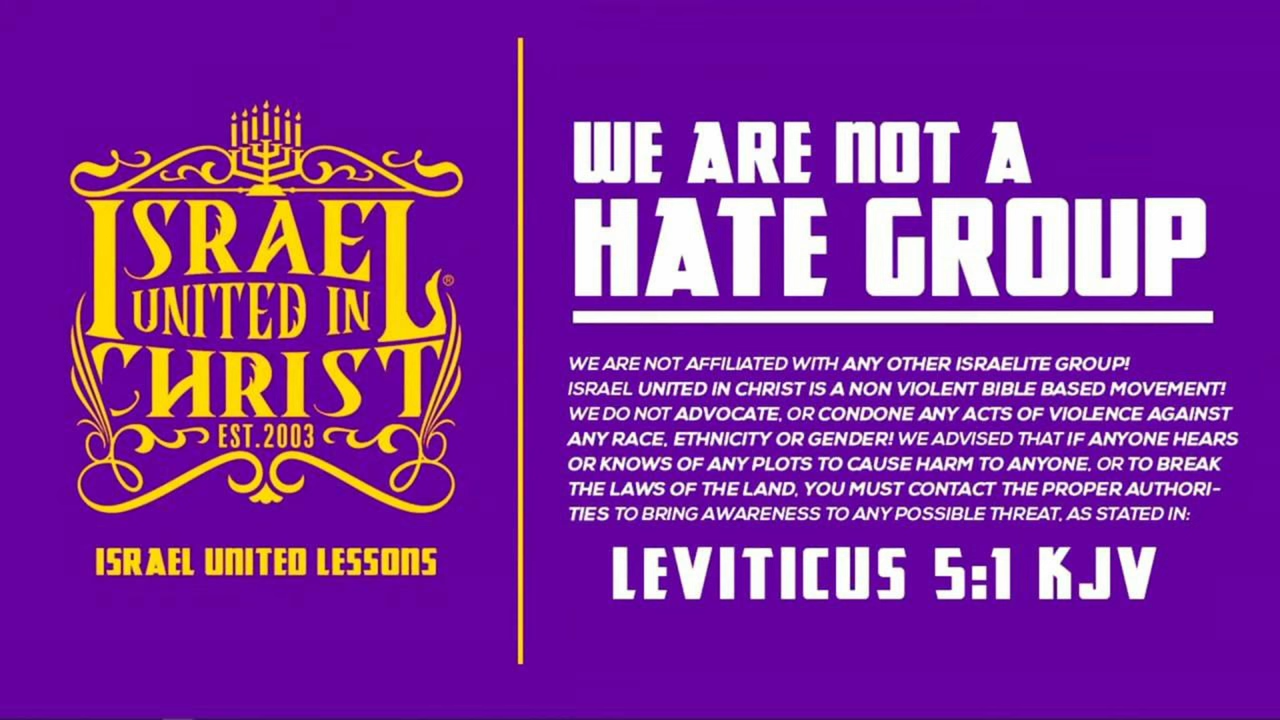 ISRAEL
UNITED IN
CHRIST
EST.2003
®
ISRAEL UNITED LESSONS
WE ARE NOT A
HATE GROUP
WE ARE NOT AFFILIATED WITH ANY OTHER ISRAELITE GROUP!
ISRAEL UNITED IN CHRIST IS A NON VIOLENT BIBLE BASED MOVEMENT!
WE DO NOT ADVOCATE, OR CONDONE ANY ACTS OF VIOLENCE AGAINST
ANY RACE, ETHNICITY OR GENDER! WE ADVISED THAT IF ANYONE HEARS
OR KNOWS OF ANY PLOTS TO CAUSE HARM TO ANYONE, OR TO BREAK
THE LAWS OF THE LAND, YOU MUST CONTACT THE PROPER AUTHORI-
TIES TO BRING AWARENESS TO ANY POSSIBLE THREAT, AS STATED IN:
LEVITICUS 5:1 KJV